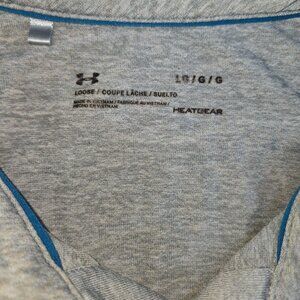 LG / G / G
LOOSE / COUPE LÂCHE / SUELTO
MADE IN VIETNAM / FABRIQUÉ AU VIETNAM /
HECHO EN VIETNAM
HEATGEAR